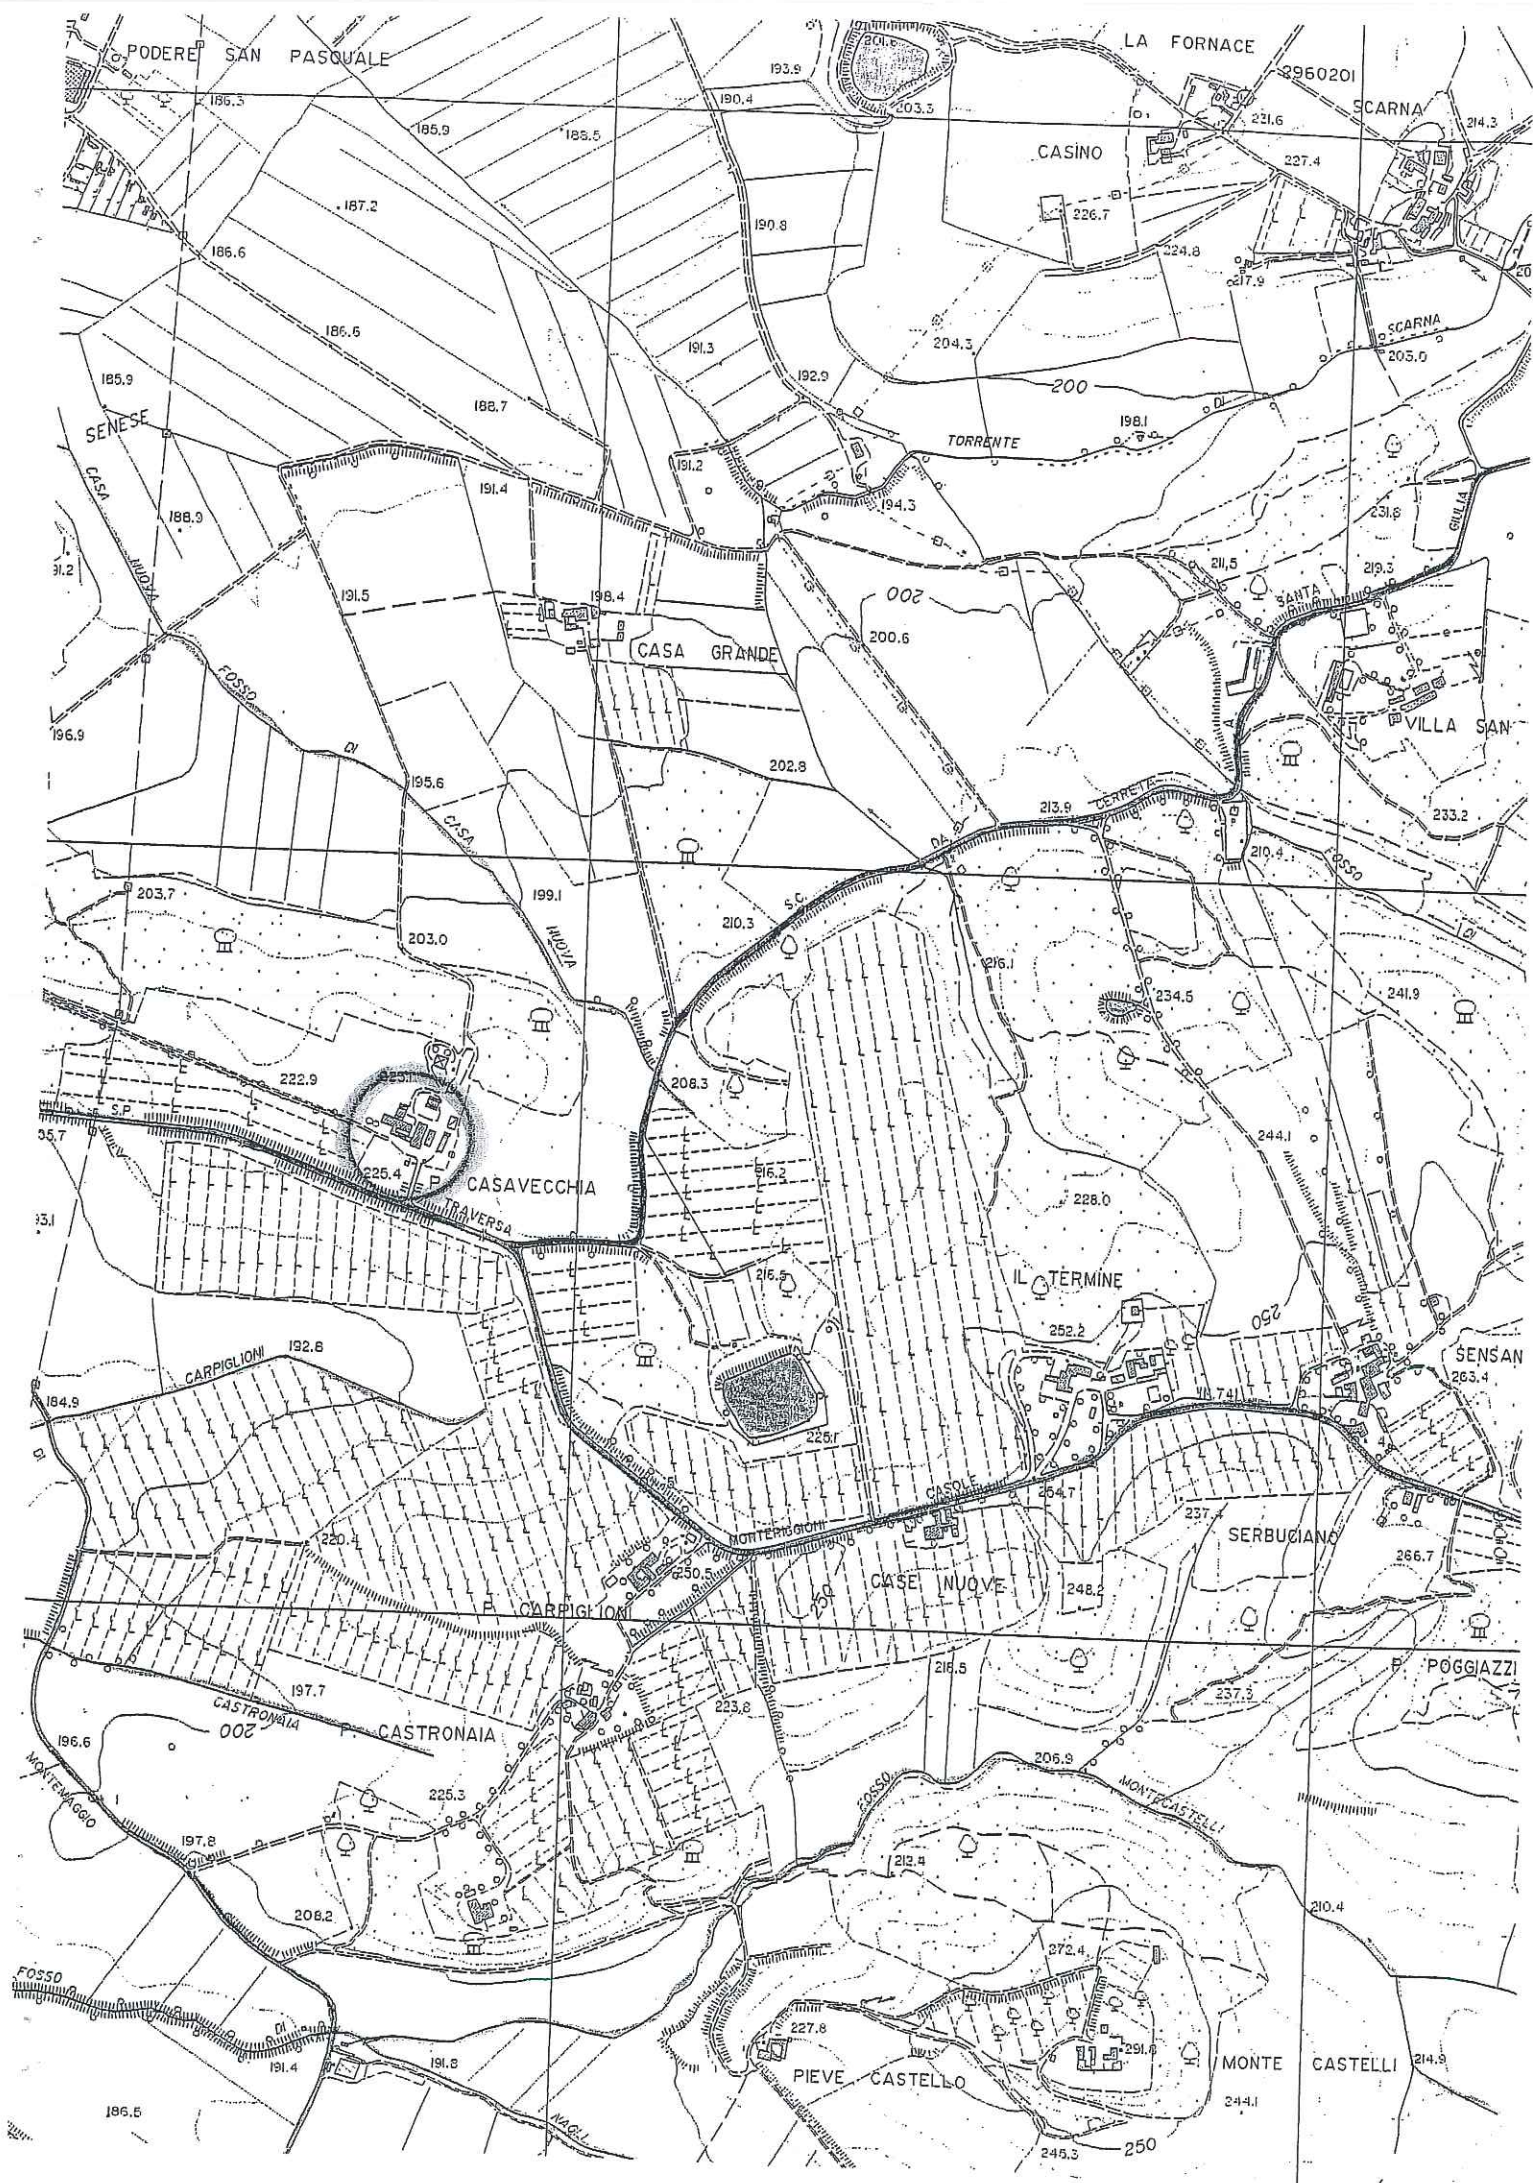 PODERE SAN PASQUALE
LA FORNACE
201.6
193.9
2960201
186.3
190.4
203.3
SCARNA
185.9
188.5
231.6
214.3
CASINO
227.4
187.2
226.7
190.8
186.6
224.8
217.9
186.6
191.3
204.3
SCARNA
203.0
185.9
192.9
200
188.7
DI
SENESE
198.1
TORRENTE
191.2
CASA
191.4
194.3
188.9
231.8
GIULIA
NUOVA
211,5
219.3
191.5
198.4
200
SANTA
200.6
CASA GRANDE
FOSSO
196.9
A
VILLA SAN
DI
202.8
195.6
CERRETA
213.9
233.2
CASA
DA
210.4
FOSSO
203.7
199.1
S.C.
210.3
203.0
NUOVA
DI
216.1
234.5
241.9
222.9
208.3
S.P.
244.1
225.4
P. CASAVECCHIA
228.0
TRAVERSA
216.5
IL TERMINE
250
252.2
192.8
CARPIGLIONI
SENSAN
263.4
184.9
N. 741
DI
225.1
254.7
CASOLE
237.4
SERBUCIANO
220.4
MONTERIGGIONI
266.7
250.5
CASE NUOVE
248.2
250
P. CARPIGLIONI
218.5
P. POGGIAZZI
197.7
237.3
CASTRONAIA
223.8
200
P. CASTRONAIA
196.6
206.9
MONTEMAGGIO
225.3
FOSSO
MONTECASTELLI
197.8
212.4
208.2
210.4
272.4
FOSSO
DI
227.8
191.4
191.8
291.8
MONTE CASTELLI
214.9
PIEVE CASTELLO
186.5
244.1
NAGLI
250
245.3